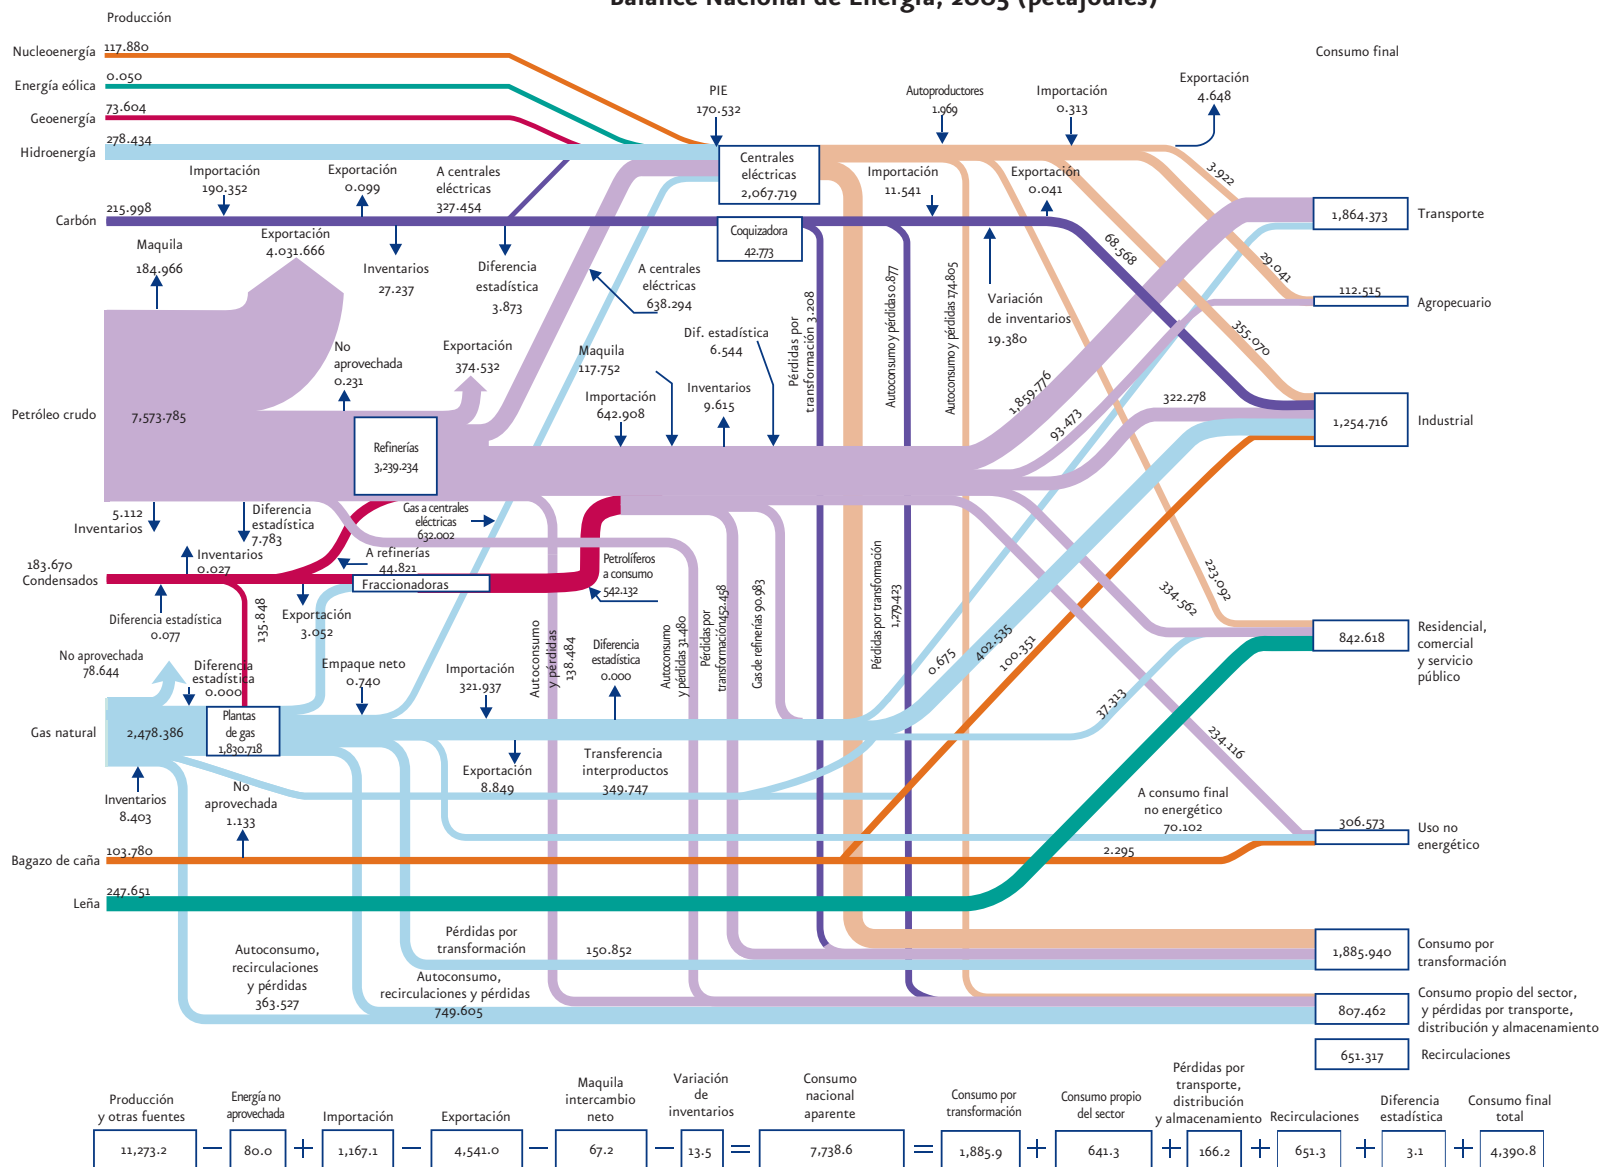 Balance Nacional de Energía, 2005 (petajoules)
Producción
Consumo final
Nucleoenergía
117.880
Energía eólica
0.050
Geoenergía
73.604
Hidroenergía
278.434
PIE
170.532
Autoproductores
1.969
Importación
0.313
Exportación
4.648
Centrales
eléctricas
2,067.719
3.922
Importación
190.352
Exportación
0.099
A centrales
eléctricas
327.454
Importación
11.541
Exportación
0.041
Carbón
215.998
Coquizadora
42.773
1,864.373
Transporte
Maquila
184.966
Exportación
4.031.666
Inventarios
27.237
Diferencia
estadística
3.873
A centrales
eléctricas
638.294
Pérdidas por
transformación 3.208
Autoconsumo y pérdidas 0.877
Autoconsumo y pérdidas 174.805
Variación
de inventarios
19.380
68.568
29.041
112.515
Agropecuario
No
aprovechada
0.231
Exportación
374.532
Maquila
117.752
Dif. estadística
6.544
Importación
642.908
Inventarios
9.615
355.070
1,859.776
93.473
322.278
Petróleo crudo
7,573.785
Refinerías
3,239.234
1,254.716
Industrial
5.112
Inventarios
Diferencia
estadística
7.783
Gas a centrales
eléctricas
632.002
183.670
Condensados
Inventarios
0.027
A refinerías
44.821
Fraccionadoras
Petrolíferos
a consumo
542.132
Diferencia estadística
0.077
135.848
Exportación
3.052
Autoconsumo
y pérdidas
138.484
Diferencia
estadística
0.000
Autoconsumo
y pérdidas 31.480
Pérdidas por
transformación452.458
Gas de refinerías 90.983
Pérdidas por transformación
1,279.423
223.092
334.562
0.675
402.535
100.351
842.618
Residencial,
comercial
y servicio
público
No aprovechada
78.644
Diferencia
estadística
0.000
Empaque neto
0.740
Importación
321.937
37.313
234.116
Gas natural
2,478.386
Plantas
de gas
1,830.718
Exportación
8.849
Transferencia
interproductos
349.747
Inventarios
8.403
No
aprovechada
1.133
A consumo final
no energético
70.102
306.573
Uso no
energético
Bagazo de caña
103.780
2.295
Leña
247.651
Autoconsumo,
recirculaciones
y pérdidas
363.527
Pérdidas por
transformación
150.852
Autoconsumo,
recirculaciones y pérdidas
749.605
1,885.940
Consumo por
transformación
807.462
Consumo propio del sector,
y pérdidas por transporte,
distribución y almacenamiento
651.317
Recirculaciones
Producción
y otras fuentes
11,273.2
−
Energía no
aprovechada
80.0
+
Importación
1,167.1
−
Exportación
4,541.0
−
Maquila
intercambio
neto
67.2
−
Variación
de
inventarios
13.5
=
Consumo
nacional
aparente
7,738.6
=
Consumo por
transformación
1,885.9
+
Consumo propio
del sector
641.3
+
Pérdidas por
transporte,
distribución
y almacenamiento
166.2
+
Recirculaciones
651.3
+
Diferencia
estadística
3.1
+
Consumo final
total
4,390.8